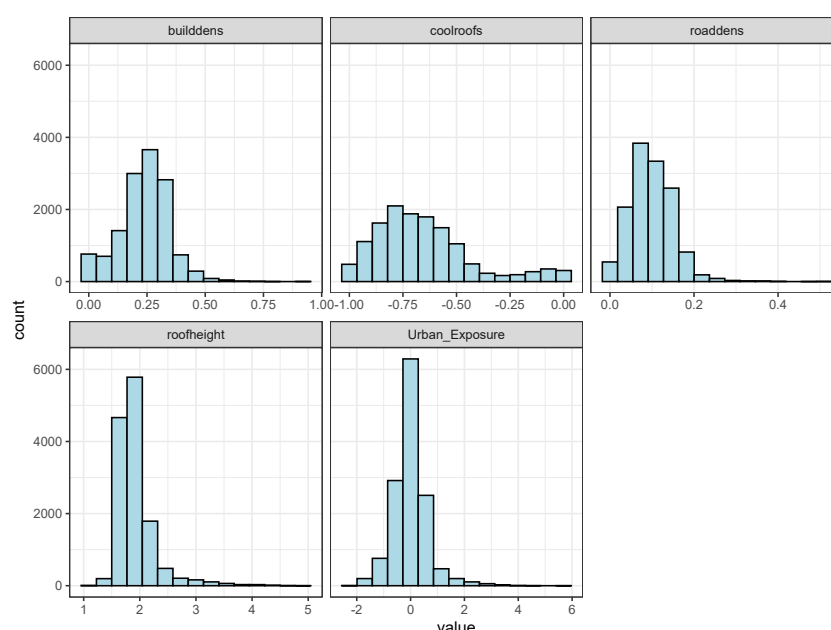 builddens coolroofs roaddens
6000
4000
2000
0
0.00 0.25 0.50 0.75 1.00 -1.00 -0.75 -0.50 -0.25 0.00 0.0 0.2 0.4
count
roofheight Urban_Exposure
6000
4000
2000
0
1 2 3 4 5 -2 0 2 4 6
value